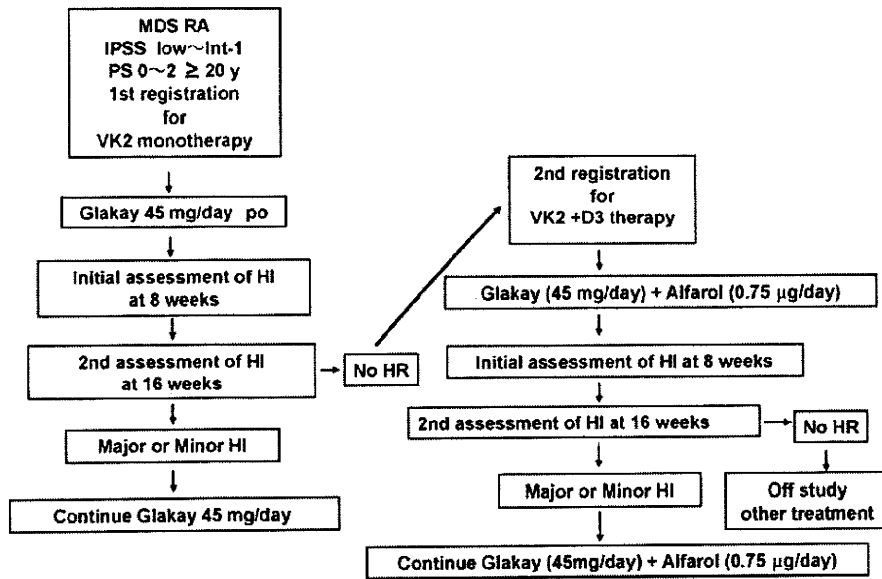 MDS RA
IPSS low~Int-1
PS 0~2 ≥ 20 y
1st registration
for
VK2 monotherapy
Glakay 45 mg/day po
Initial assessment of HI
at 8 weeks
2nd assessment of HI
at 16 weeks
No HR
Major or Minor HI
Continue Glakay 45 mg/day
2nd registration
for
VK2 +D3 therapy
Glakay (45 mg/day) + Alfarol (0.75 μg/day)
Initial assessment of HI at 8 weeks
2nd assessment of HI at 16 weeks
No HR
Major or Minor HI
Off study
other treatment
Continue Glakay (45mg/day) + Alfarol (0.75 μg/day)